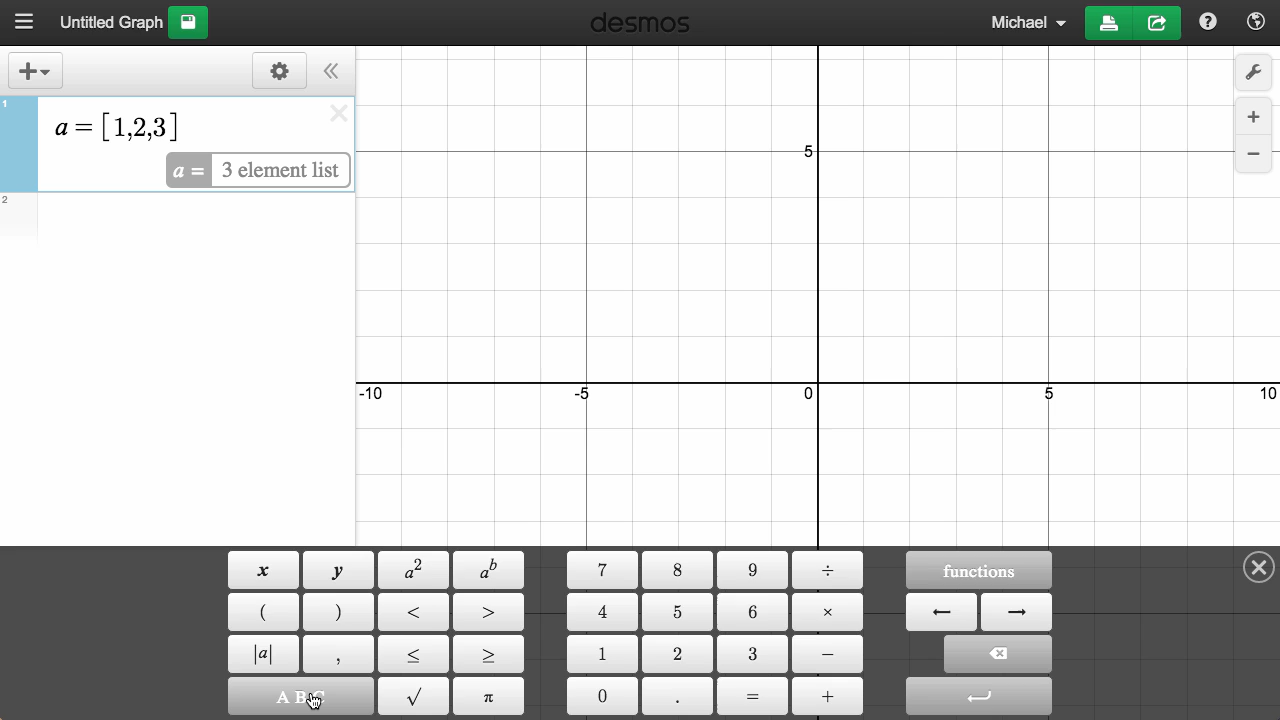 Untitled Graph
desmos
Michael
1
a = [1,2,3]
a = 3 element list
2
5
-10 -5 0 5 10
x y a² aᵇ 7 8 9 ÷ functions
( ) < > 4 5 6 × ← →
|a| , ≤ ≥ 1 2 3 −
A B C √ π 0 . = +